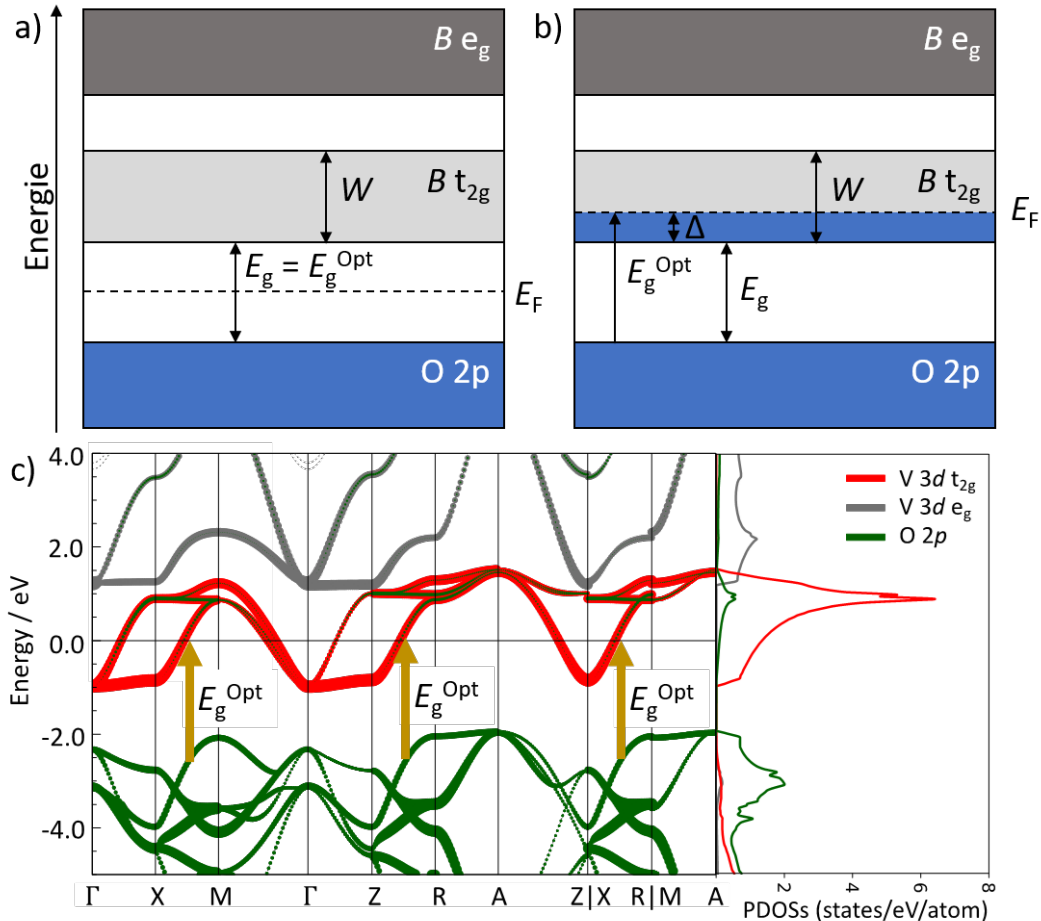 a)
Energie
B eg
B t2g
W
Eg = EgOpt
EF
O 2p
b)
B eg
B t2g
W
Δ
EF
EgOpt
Eg
O 2p
c)
Energy / eV
4.0
2.0
0.0
-2.0
-4.0
EgOpt
EgOpt
EgOpt
V 3d t2g
V 3d eg
O 2p
Γ X M Γ Z R A Z|X R|M A
2 4 6 8
PDOSs (states/eV/atom)